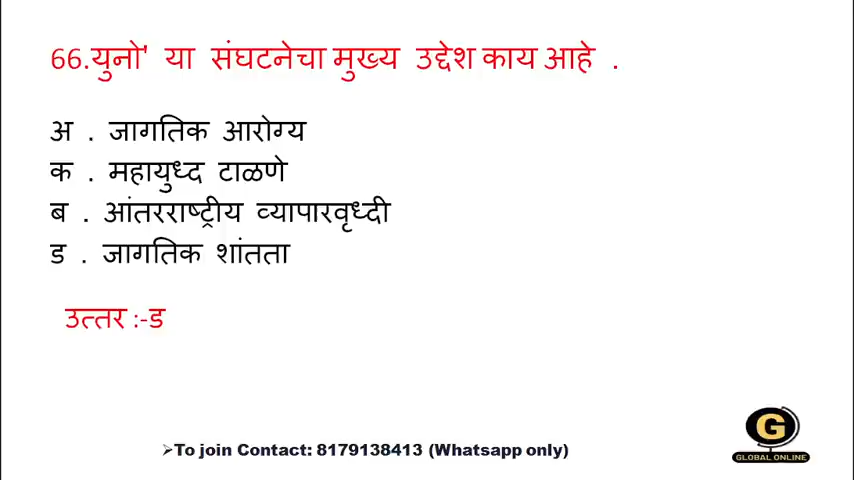 66.युनो' या संघटनेचा मुख्य उद्देश काय आहे .
अ . जागतिक आरोग्य
क . महायुध्द टाळणे
ब . आंतरराष्ट्रीय व्यापारवृध्दी
ड . जागतिक शांतता
उत्तर :-ड
➢To join Contact: 8179138413 (Whatsapp only)
G
GLOBAL ONLINE